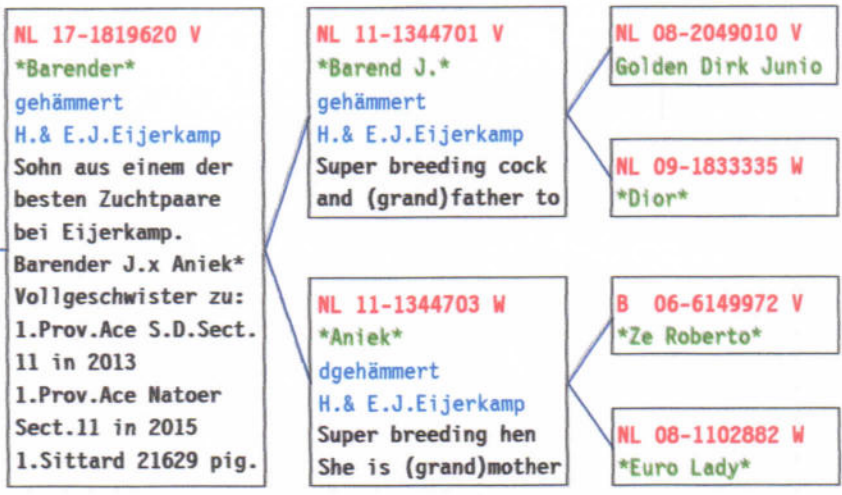 NL 17-1819620 V
*Barender*
gehämmert
H.& E.J.Eijerkamp
Sohn aus einem der
besten Zuchtpaare
bei Eijerkamp.
Barender J.x Aniek*
Vollgeschwister zu:
1.Prov.Ace S.D.Sect.
11 in 2013
1.Prov.Ace Natoer
Sect.11 in 2015
1.Sittard 21629 pig.
NL 11-1344701 V
*Barend J.*
gehämmert
H.& E.J.Eijerkamp
Super breeding cock
and (grand)father to
NL 11-1344703 W
*Aniek*
dgehämmert
H.& E.J.Eijerkamp
Super breeding hen
She is (grand)mother
NL 08-2049010 V
Golden Dirk Junio
NL 09-1833335 W
*Dior*
B 06-6149972 V
*Ze Roberto*
NL 08-1102882 W
*Euro Lady*